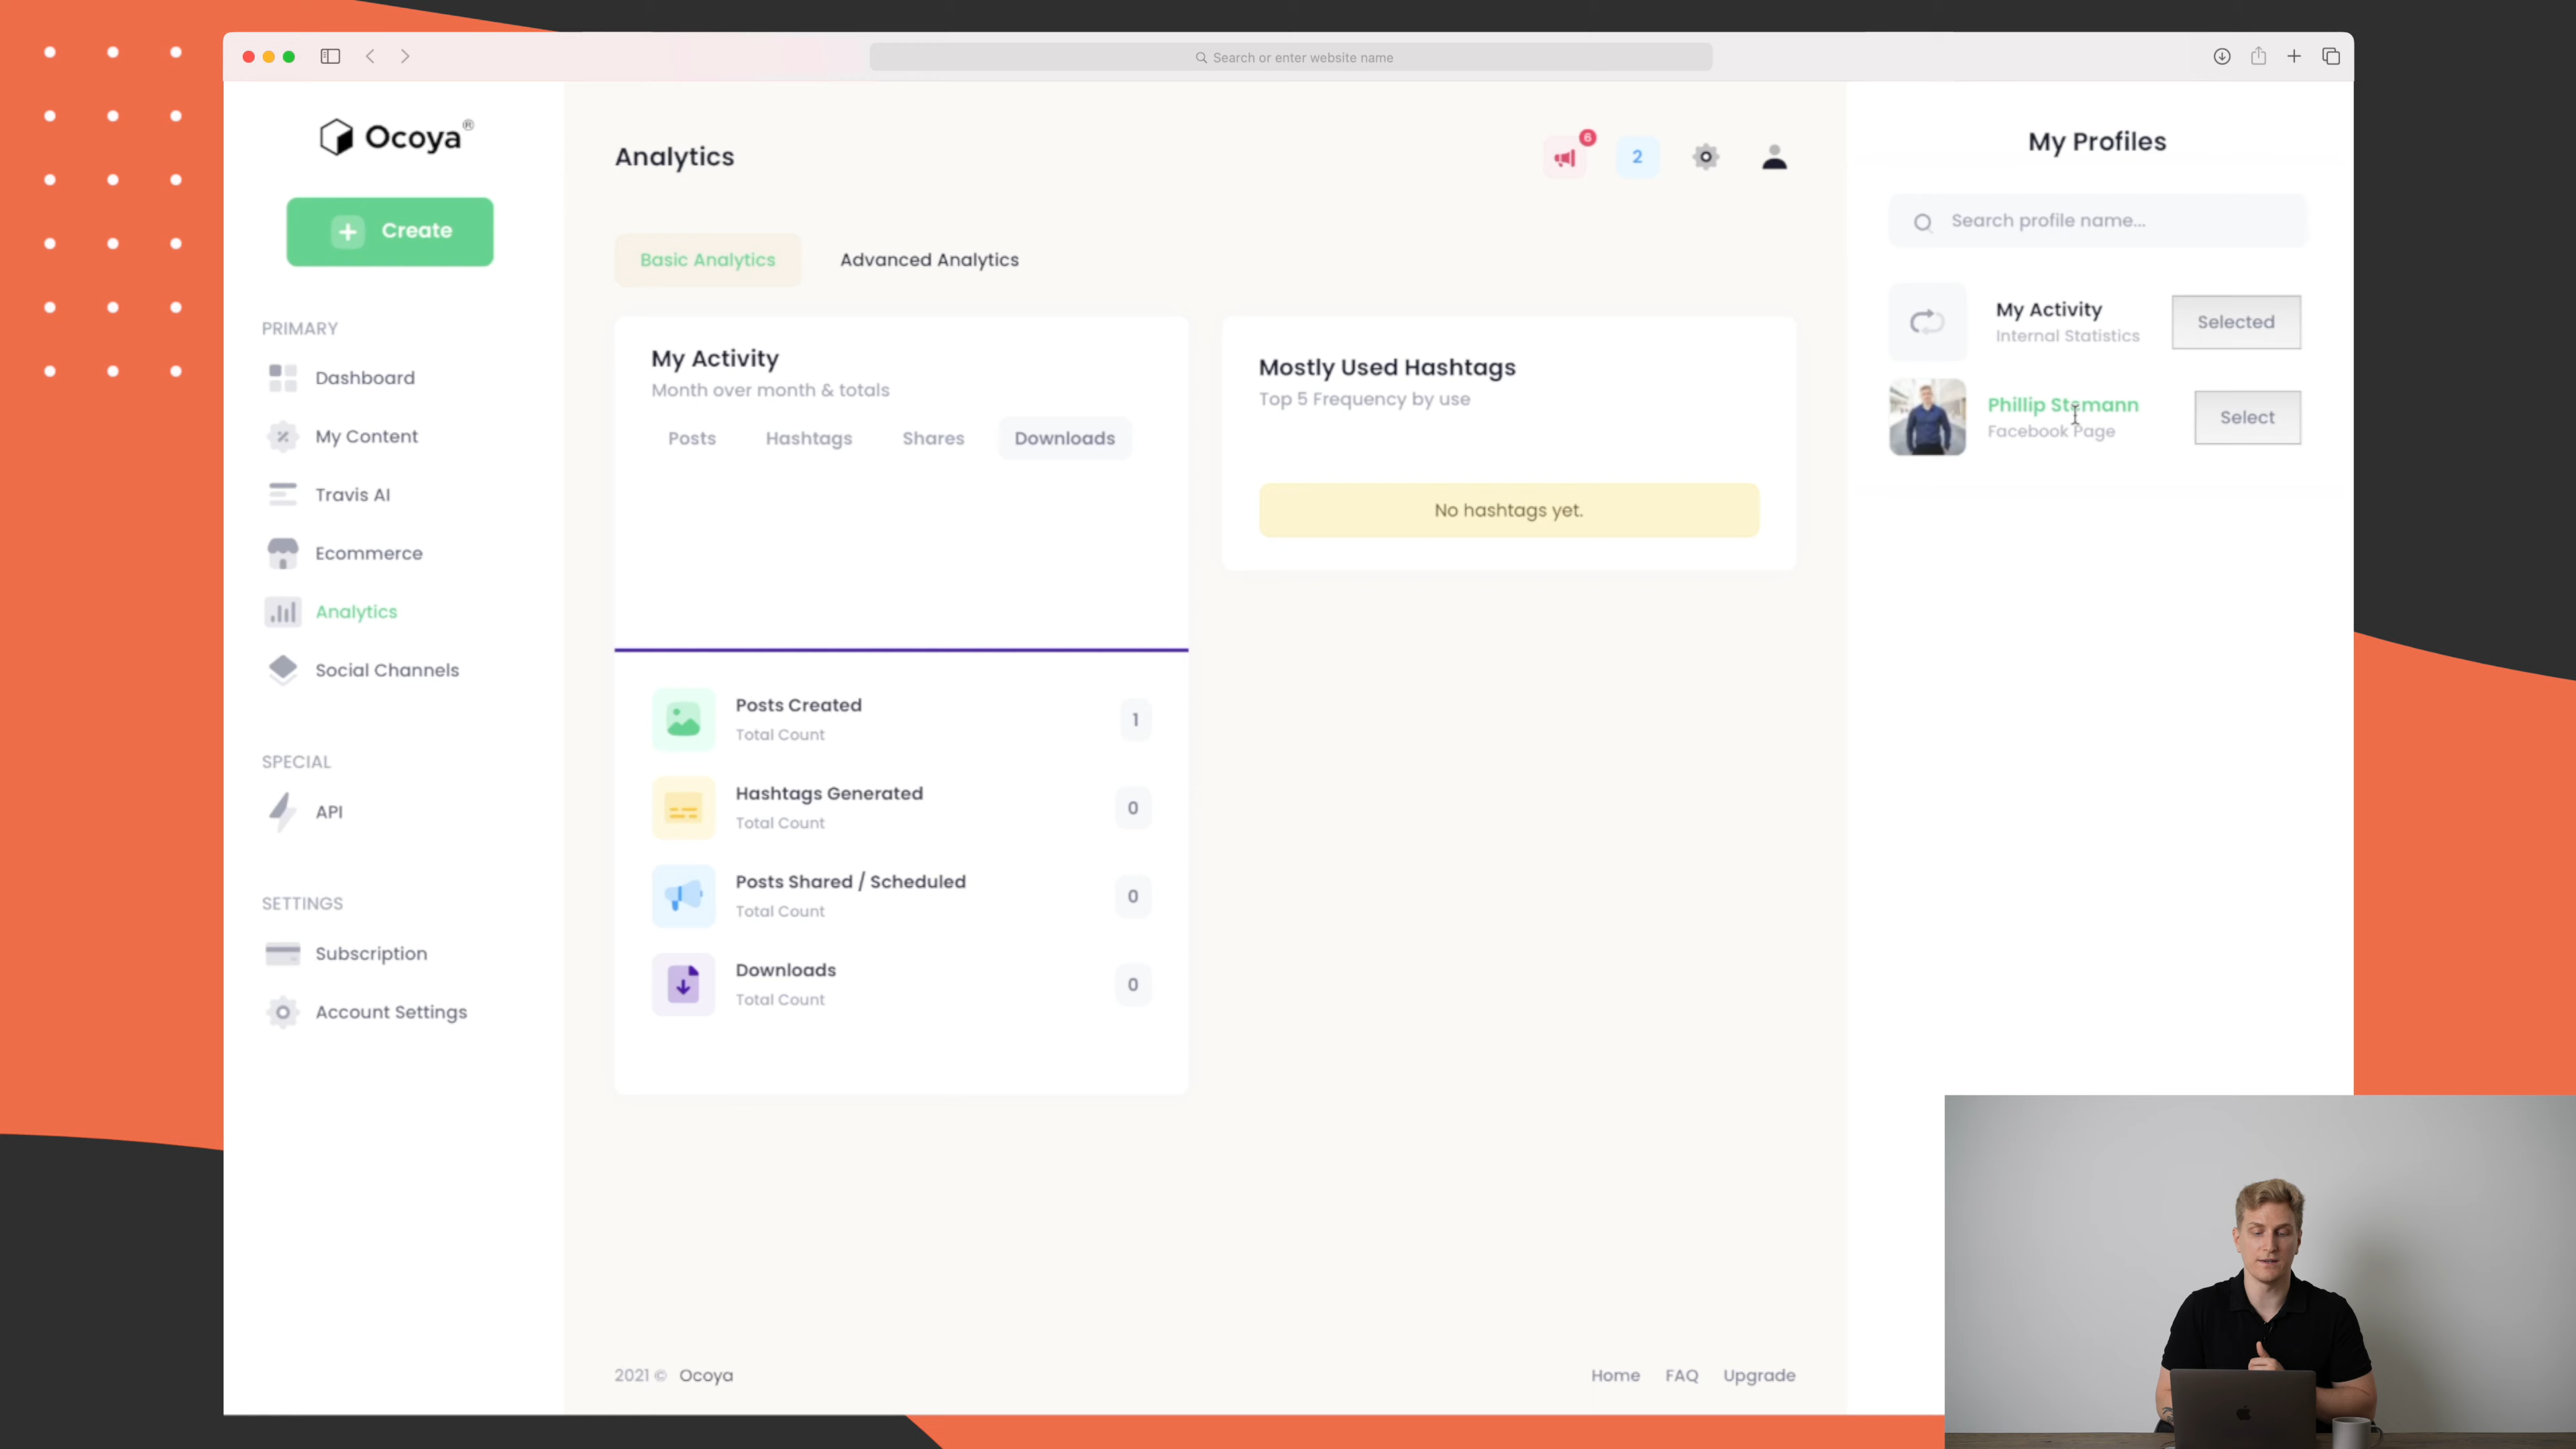 Search or enter website name
Ocoya®
Create
PRIMARY
Dashboard
My Content
Travis AI
Ecommerce
Analytics
Social Channels
SPECIAL
API
SETTINGS
Subscription
Account Settings
Analytics
6
2
Basic Analytics
Advanced Analytics
My Activity
Month over month & totals
Posts
Hashtags
Shares
Downloads
Posts Created
Total Count
1
Hashtags Generated
Total Count
0
Posts Shared / Scheduled
Total Count
0
Downloads
Total Count
0
Mostly Used Hashtags
Top 5 Frequency by use
No hashtags yet.
2021 © Ocoya
Home
FAQ
Upgrade
My Profiles
Search profile name...
My Activity
Internal Statistics
Selected
Phillip Stemann
Facebook Page
Select